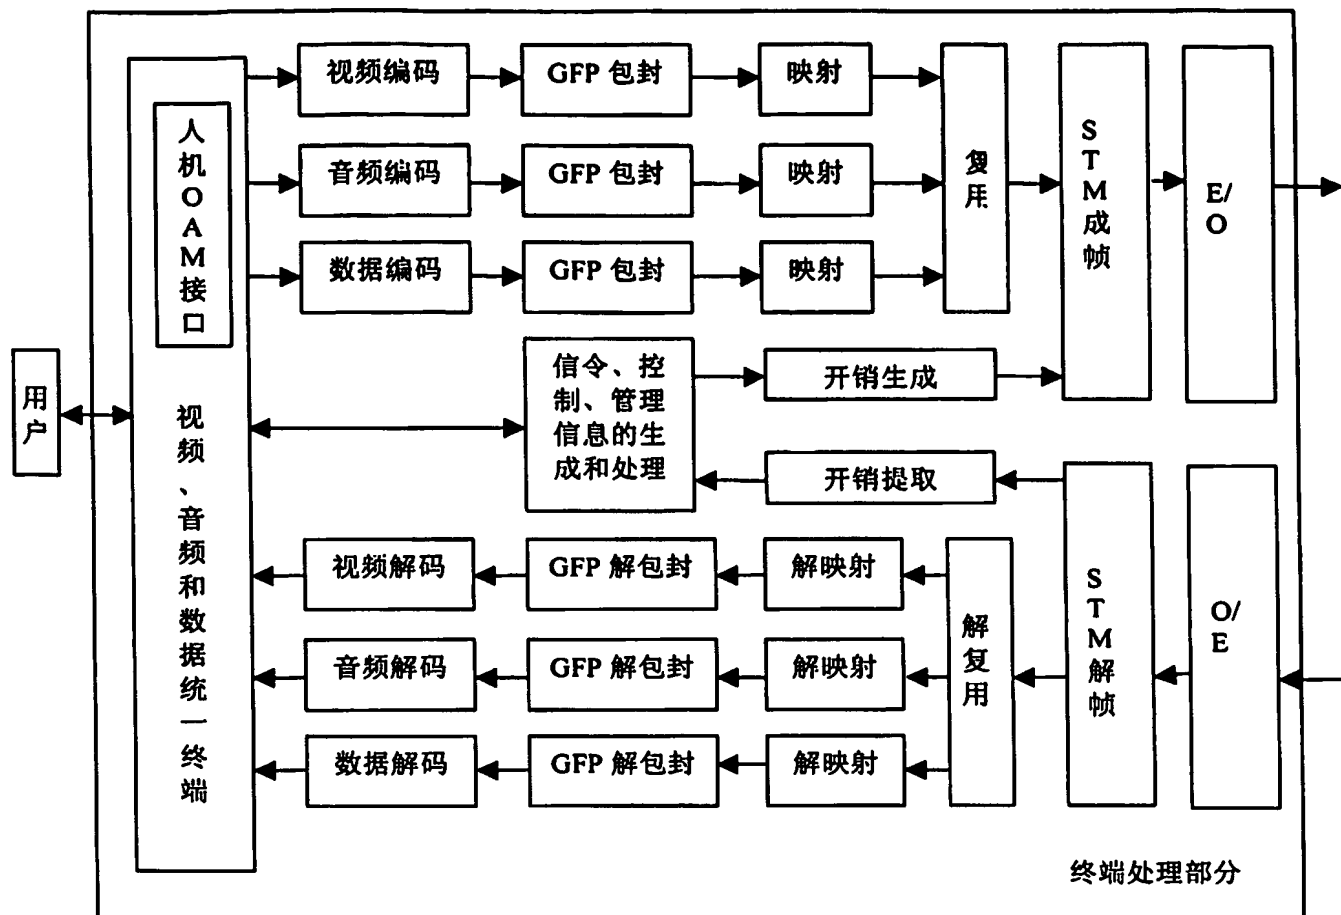 视频编码
GFP 包封
映射
音频编码
GFP 包封
映射
数据编码
GFP 包封
映射
复用
STM成帧
E/
O
人机OAM接口
用户
视频、音频和数据统一终端
信令、控
制、管理
信息的生
成和处理
开销生成
开销提取
视频解码
GFP 解包封
解映射
音频解码
GFP 解包封
解映射
数据解码
GFP 解包封
解映射
解复用
STM解帧
O/
E
终端处理部分